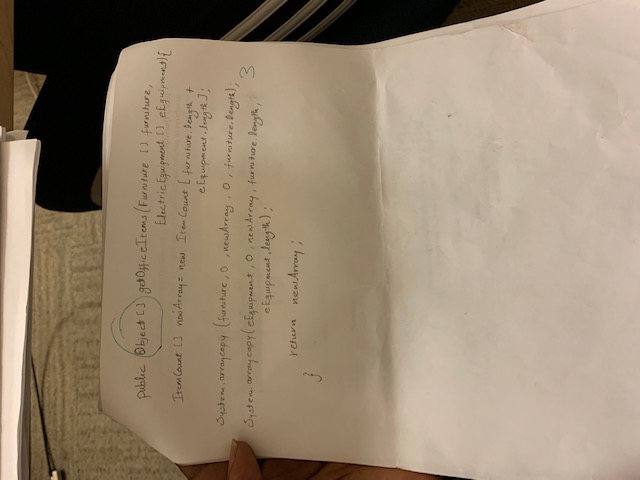 public Object [] getOfficeItems (Furniture [] furniture,
ElectricEquipment [] eEquipment) {
ItemCount [] newArray = new ItemCount [ furniture.length +
eEquipment.length ];
System.arraycopy (furniture, 0 , newArray , 0 , furniture.length);
3
System.arraycopy ( eEquipment , 0 , newArray , furniture.length,
eEquipment.length) ;
return newArray ;
}